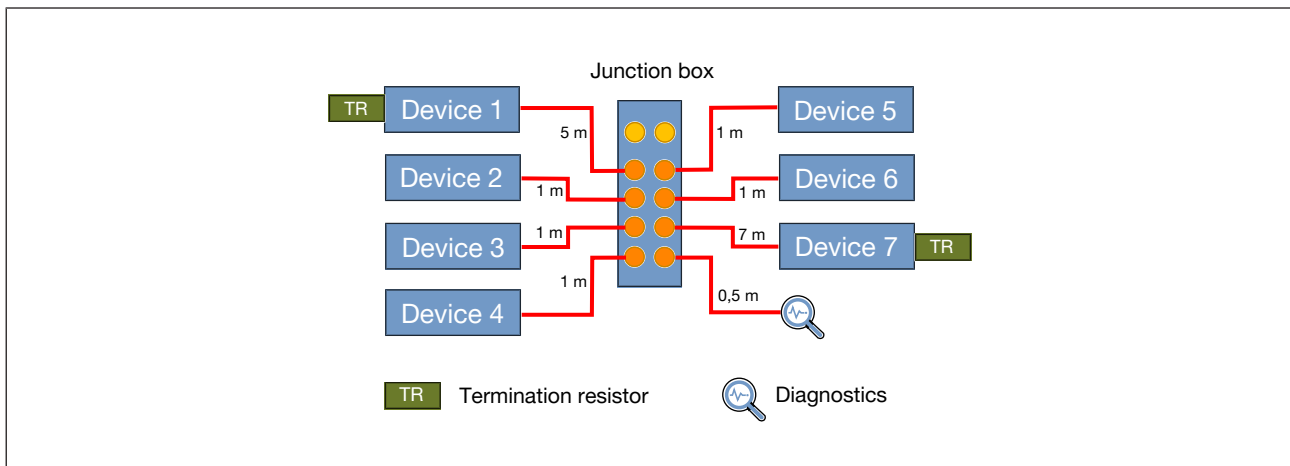 Junction box
TR
Device 1
5 m
1 m
Device 5
Device 2
1 m
1 m
Device 6
Device 3
1 m
7 m
Device 7
TR
Device 4
1 m
0,5 m
TR
Termination resistor
Diagnostics